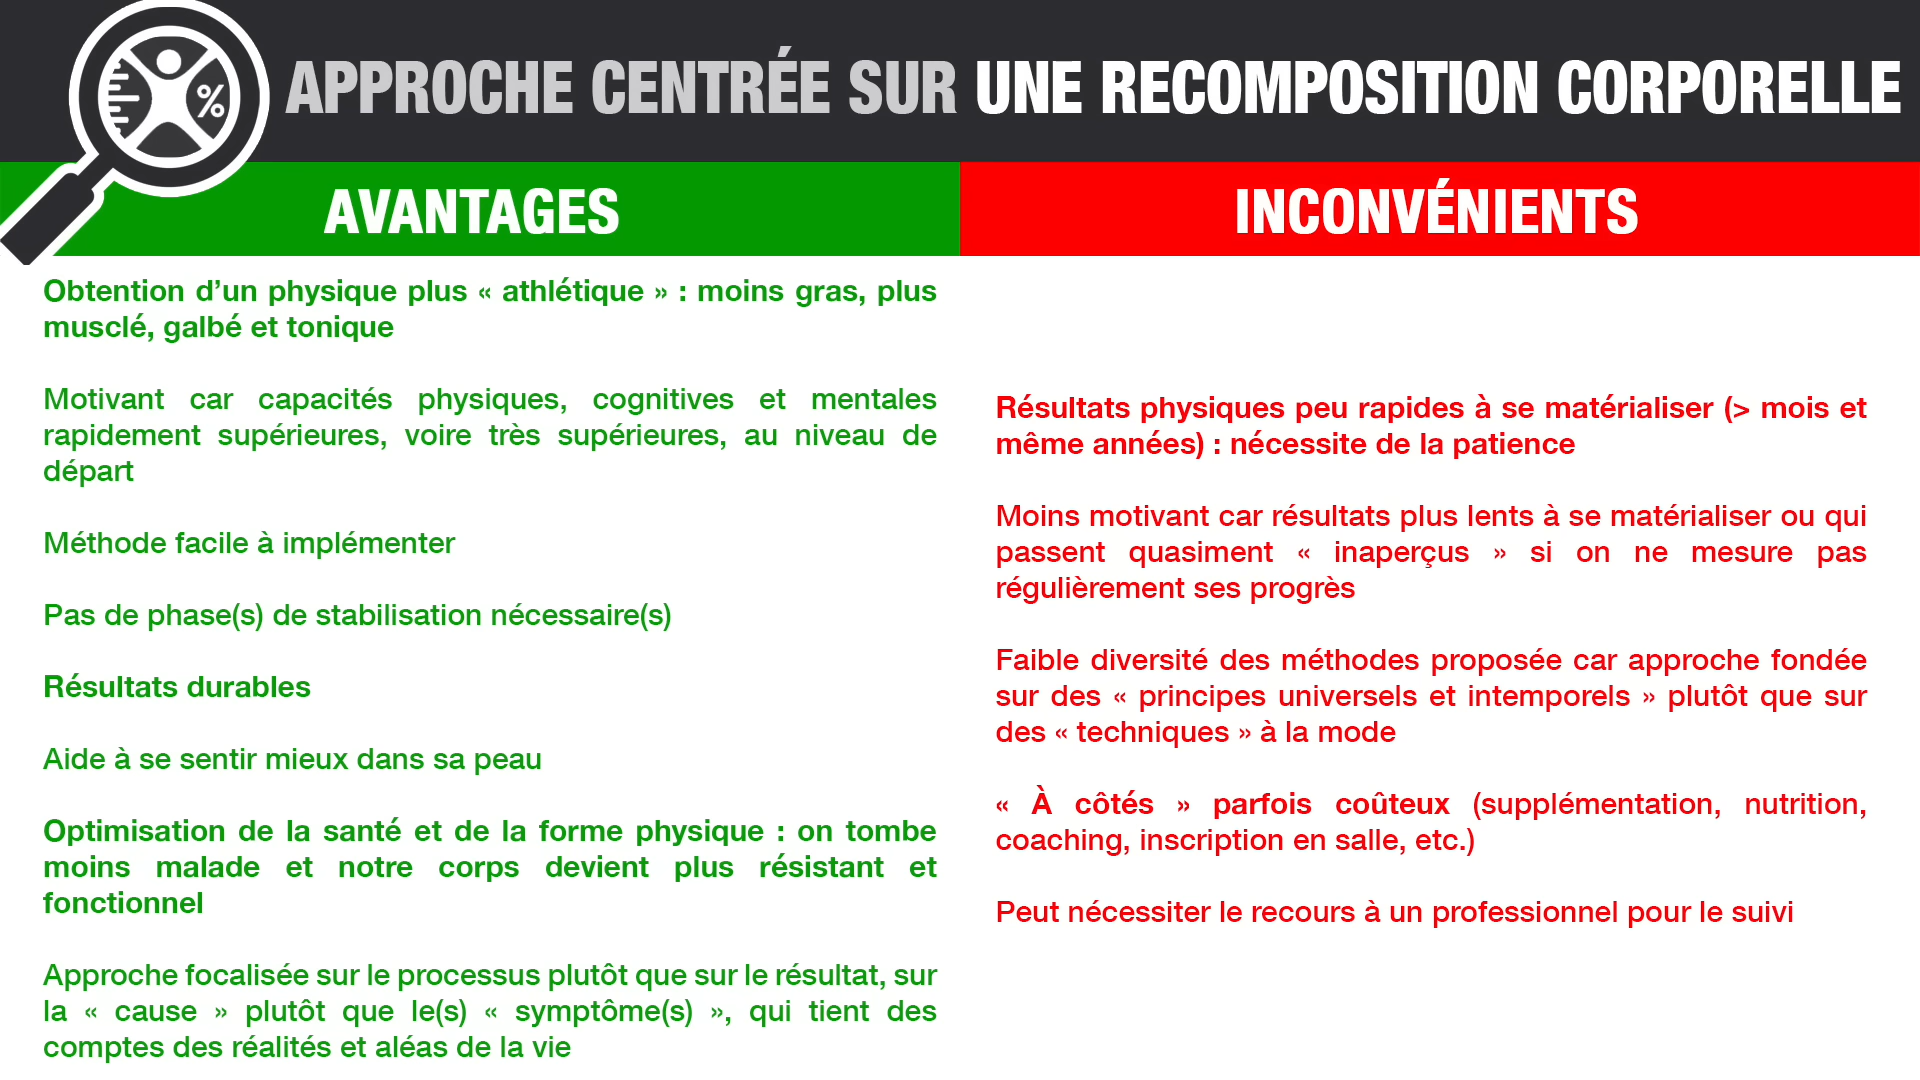 %
APPROCHE CENTRÉE SUR UNE RECOMPOSITION CORPORELLE
AVANTAGES
Obtention d’un physique plus « athlétique » : moins gras, plus
musclé, galbé et tonique
Motivant car capacités physiques, cognitives et mentales
rapidement supérieures, voire très supérieures, au niveau de
départ
Méthode facile à implémenter
Pas de phase(s) de stabilisation nécessaire(s)
Résultats durables
Aide à se sentir mieux dans sa peau
Optimisation de la santé et de la forme physique : on tombe
moins malade et notre corps devient plus résistant et
fonctionnel
Approche focalisée sur le processus plutôt que sur le résultat, sur
la « cause » plutôt que le(s) « symptôme(s) », qui tient des
comptes des réalités et aléas de la vie
INCONVÉNIENTS
Résultats physiques peu rapides à se matérialiser (> mois et
même années) : nécessite de la patience
Moins motivant car résultats plus lents à se matérialiser ou qui
passent quasiment « inaperçus » si on ne mesure pas
régulièrement ses progrès
Faible diversité des méthodes proposée car approche fondée
sur des « principes universels et intemporels » plutôt que sur
des « techniques » à la mode
« À côtés » parfois coûteux (supplémentation, nutrition,
coaching, inscription en salle, etc.)
Peut nécessiter le recours à un professionnel pour le suivi